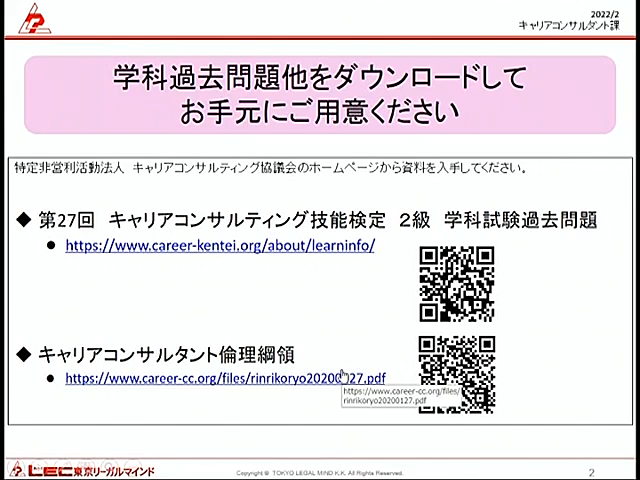 2022/2
キャリアコンサルタント課
学科過去問題他をダウンロードして
お手元にご用意ください
特定非営利活動法人 キャリアコンサルティング協議会のホームページから資料を入手してください。
◆ 第27回 キャリアコンサルティング技能検定 2級 学科試験過去問題
● https://www.career-kentei.org/about/learninfo/
◆ キャリアコンサルタント倫理綱領
● https://www.career-cc.org/files/rinrikoryo20200127.pdf
https://www.career-cc.org/files/
rinrikoryo20200127.pdf
LEC東京リーガルマインド
Copyright © TOKYO LEGAL MIND K.K. All Rights Reserved.
2